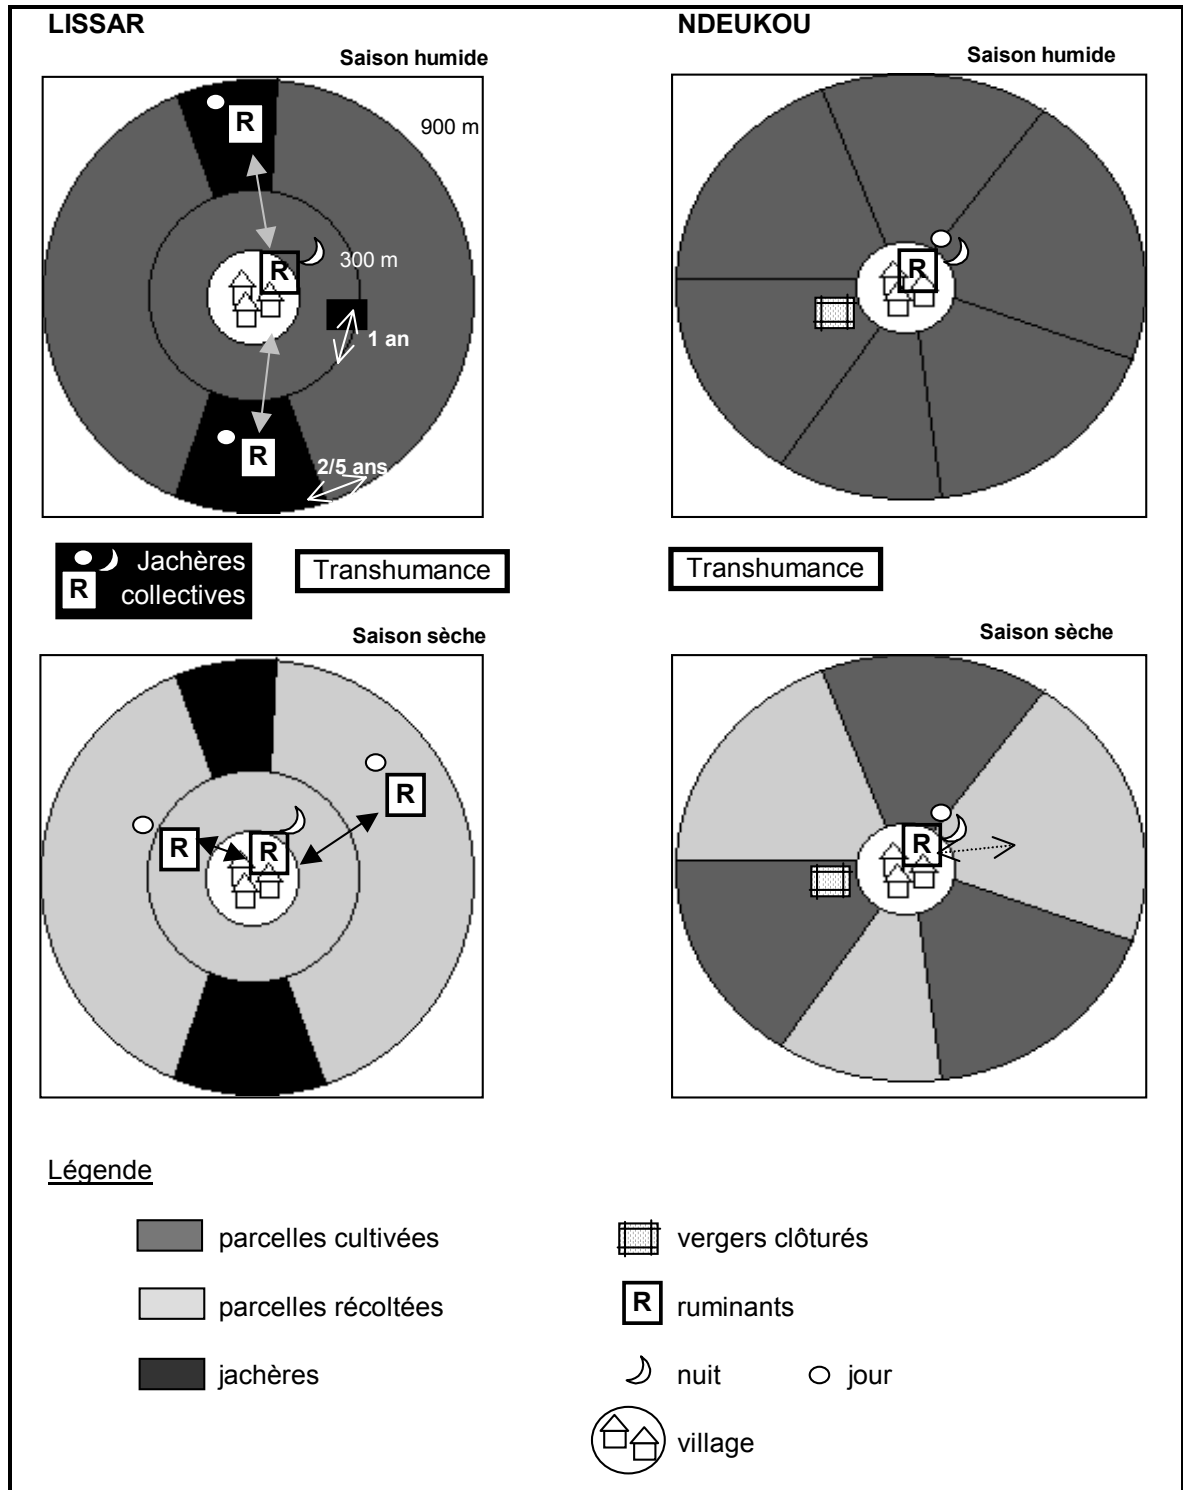 LISSAR
NDEUKOU
Saison humide
Saison humide
R
900 m
R
300 m
R
1 an
R
2/5 ans
Jachères
R collectives
Transhumance
Transhumance
Saison sèche
Saison sèche
R
R
R
R
Légende
parcelles cultivées
vergers clôturés
parcelles récoltées
R ruminants
jachères
nuit
jour
village